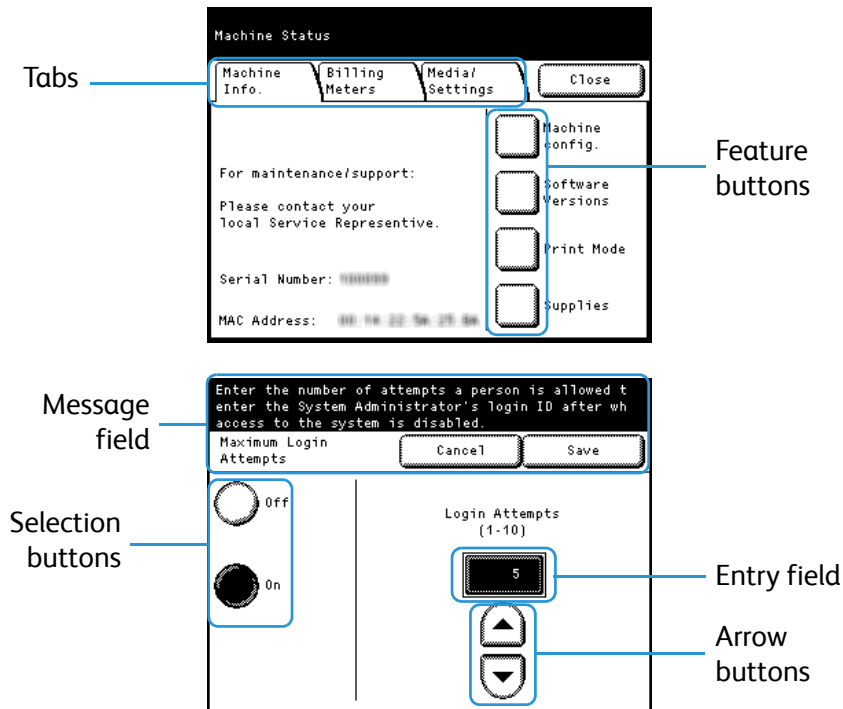 Machine Status
Machine Info.
Billing Meters
Media/ Settings
Close
Tabs
Machine config.
Feature buttons
For maintenance/support:
Software Versions
Please contact your
local Service Representive.
Print Mode
Serial Number:
Supplies
MAC Address:
Message field
Enter the number of attempts a person is allowed t
enter the System Administrator's login ID after wh
access to the system is disabled.
Maximum Login Attempts
Cancel
Save
Selection buttons
Off
On
Login Attempts
(1-10)
5
Entry field
Arrow buttons